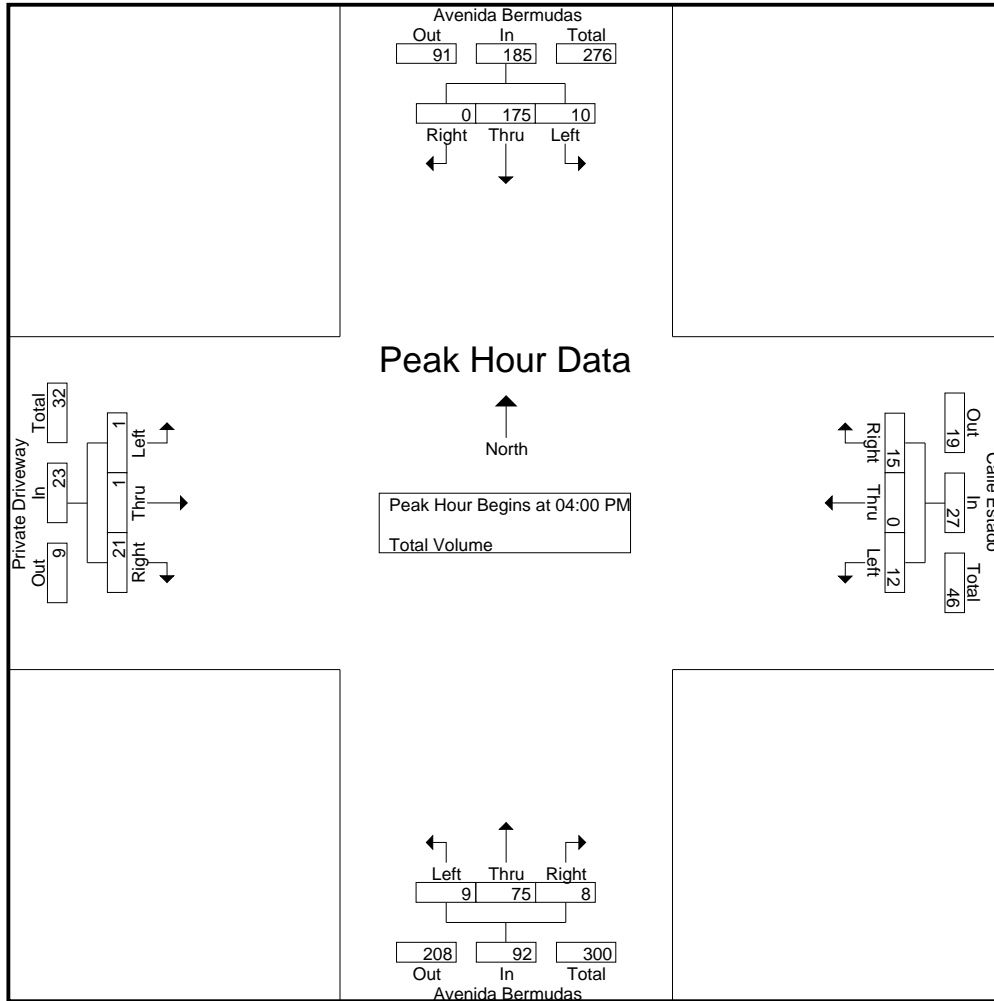 Avenida Bermudas
Out In Total
91 185 276
0 175 10
Right Thru Left
Peak Hour Data
North
Peak Hour Begins at 04:00 PM
Total Volume
Private Driveway
Out In Total
9 23 32
21 1 1
Right Thru Left
Calle Estado
Out In Total
19 27 46
15 0 12
Right Thru Left
Left Thru Right
9 75 8
208 92 300
Out In Total
Avenida Bermudas